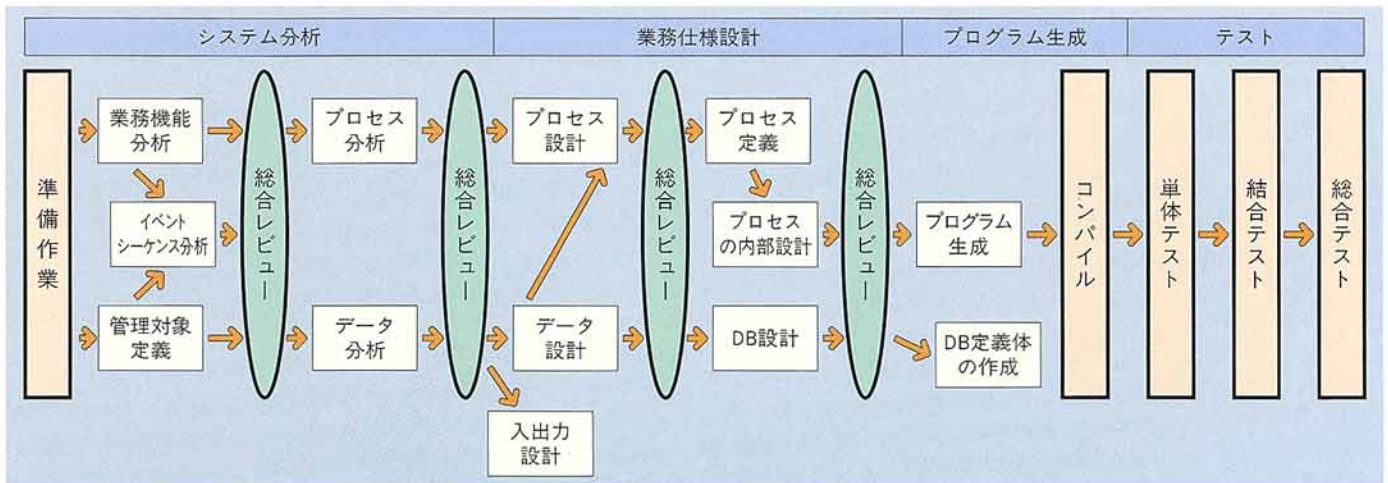 システム分析
業務仕様設計
プログラム生成
テスト
準備作業
業務機能
分析
イベント
シーケンス分析
管理対象
定義
総合レビュー
プロセス
分析
データ
分析
総合レビュー
プロセス
設計
データ
設計
入出力
設計
総合レビュー
プロセス
定義
プロセス
の内部設計
DB設計
総合レビュー
プログラム
生成
DB定義体
の作成
コンパイル
単体テスト
結合テスト
総合テスト